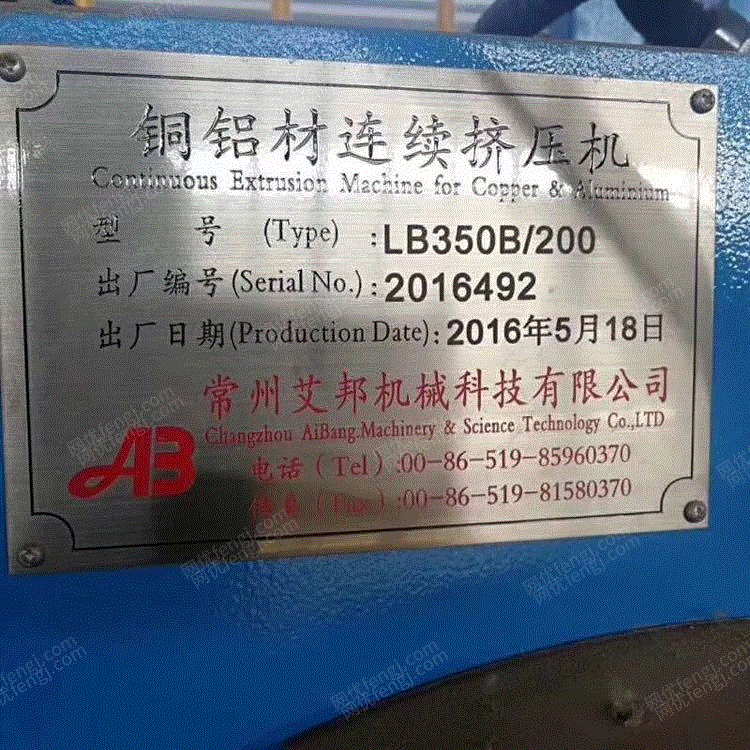 铜铝材连续挤压机
Continuous Extrusion Machine for Copper & Aluminium
型 号 (Type) :LB350B/200
出厂编号(Serial No.):2016492
出厂日期(Production Date):2016年5月18日
常州艾邦机械科技有限公司
Changzhou AiBang.Machinery & Science Technology Co.,LTD
AB
电话(Tel):00-86-519-85960370
传真(Fax):00-86-519-81580370